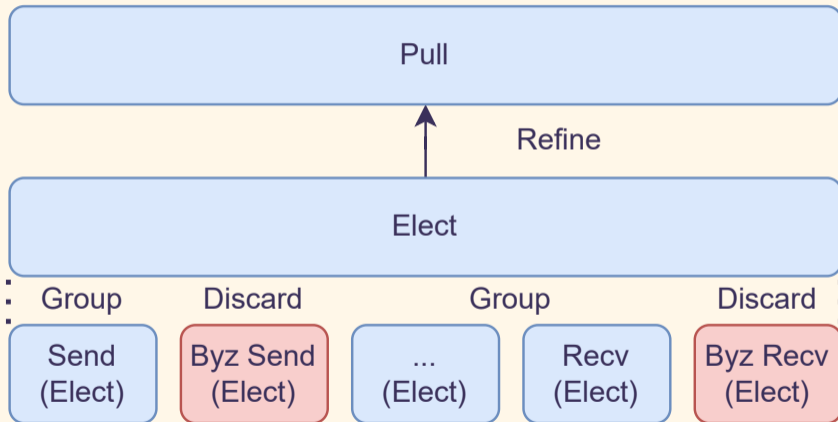 Pull
Refine
Elect
Group Discard Group Discard
Send
(Elect)
Byz Send
(Elect)
...
(Elect)
Recv
(Elect)
Byz Recv
(Elect)